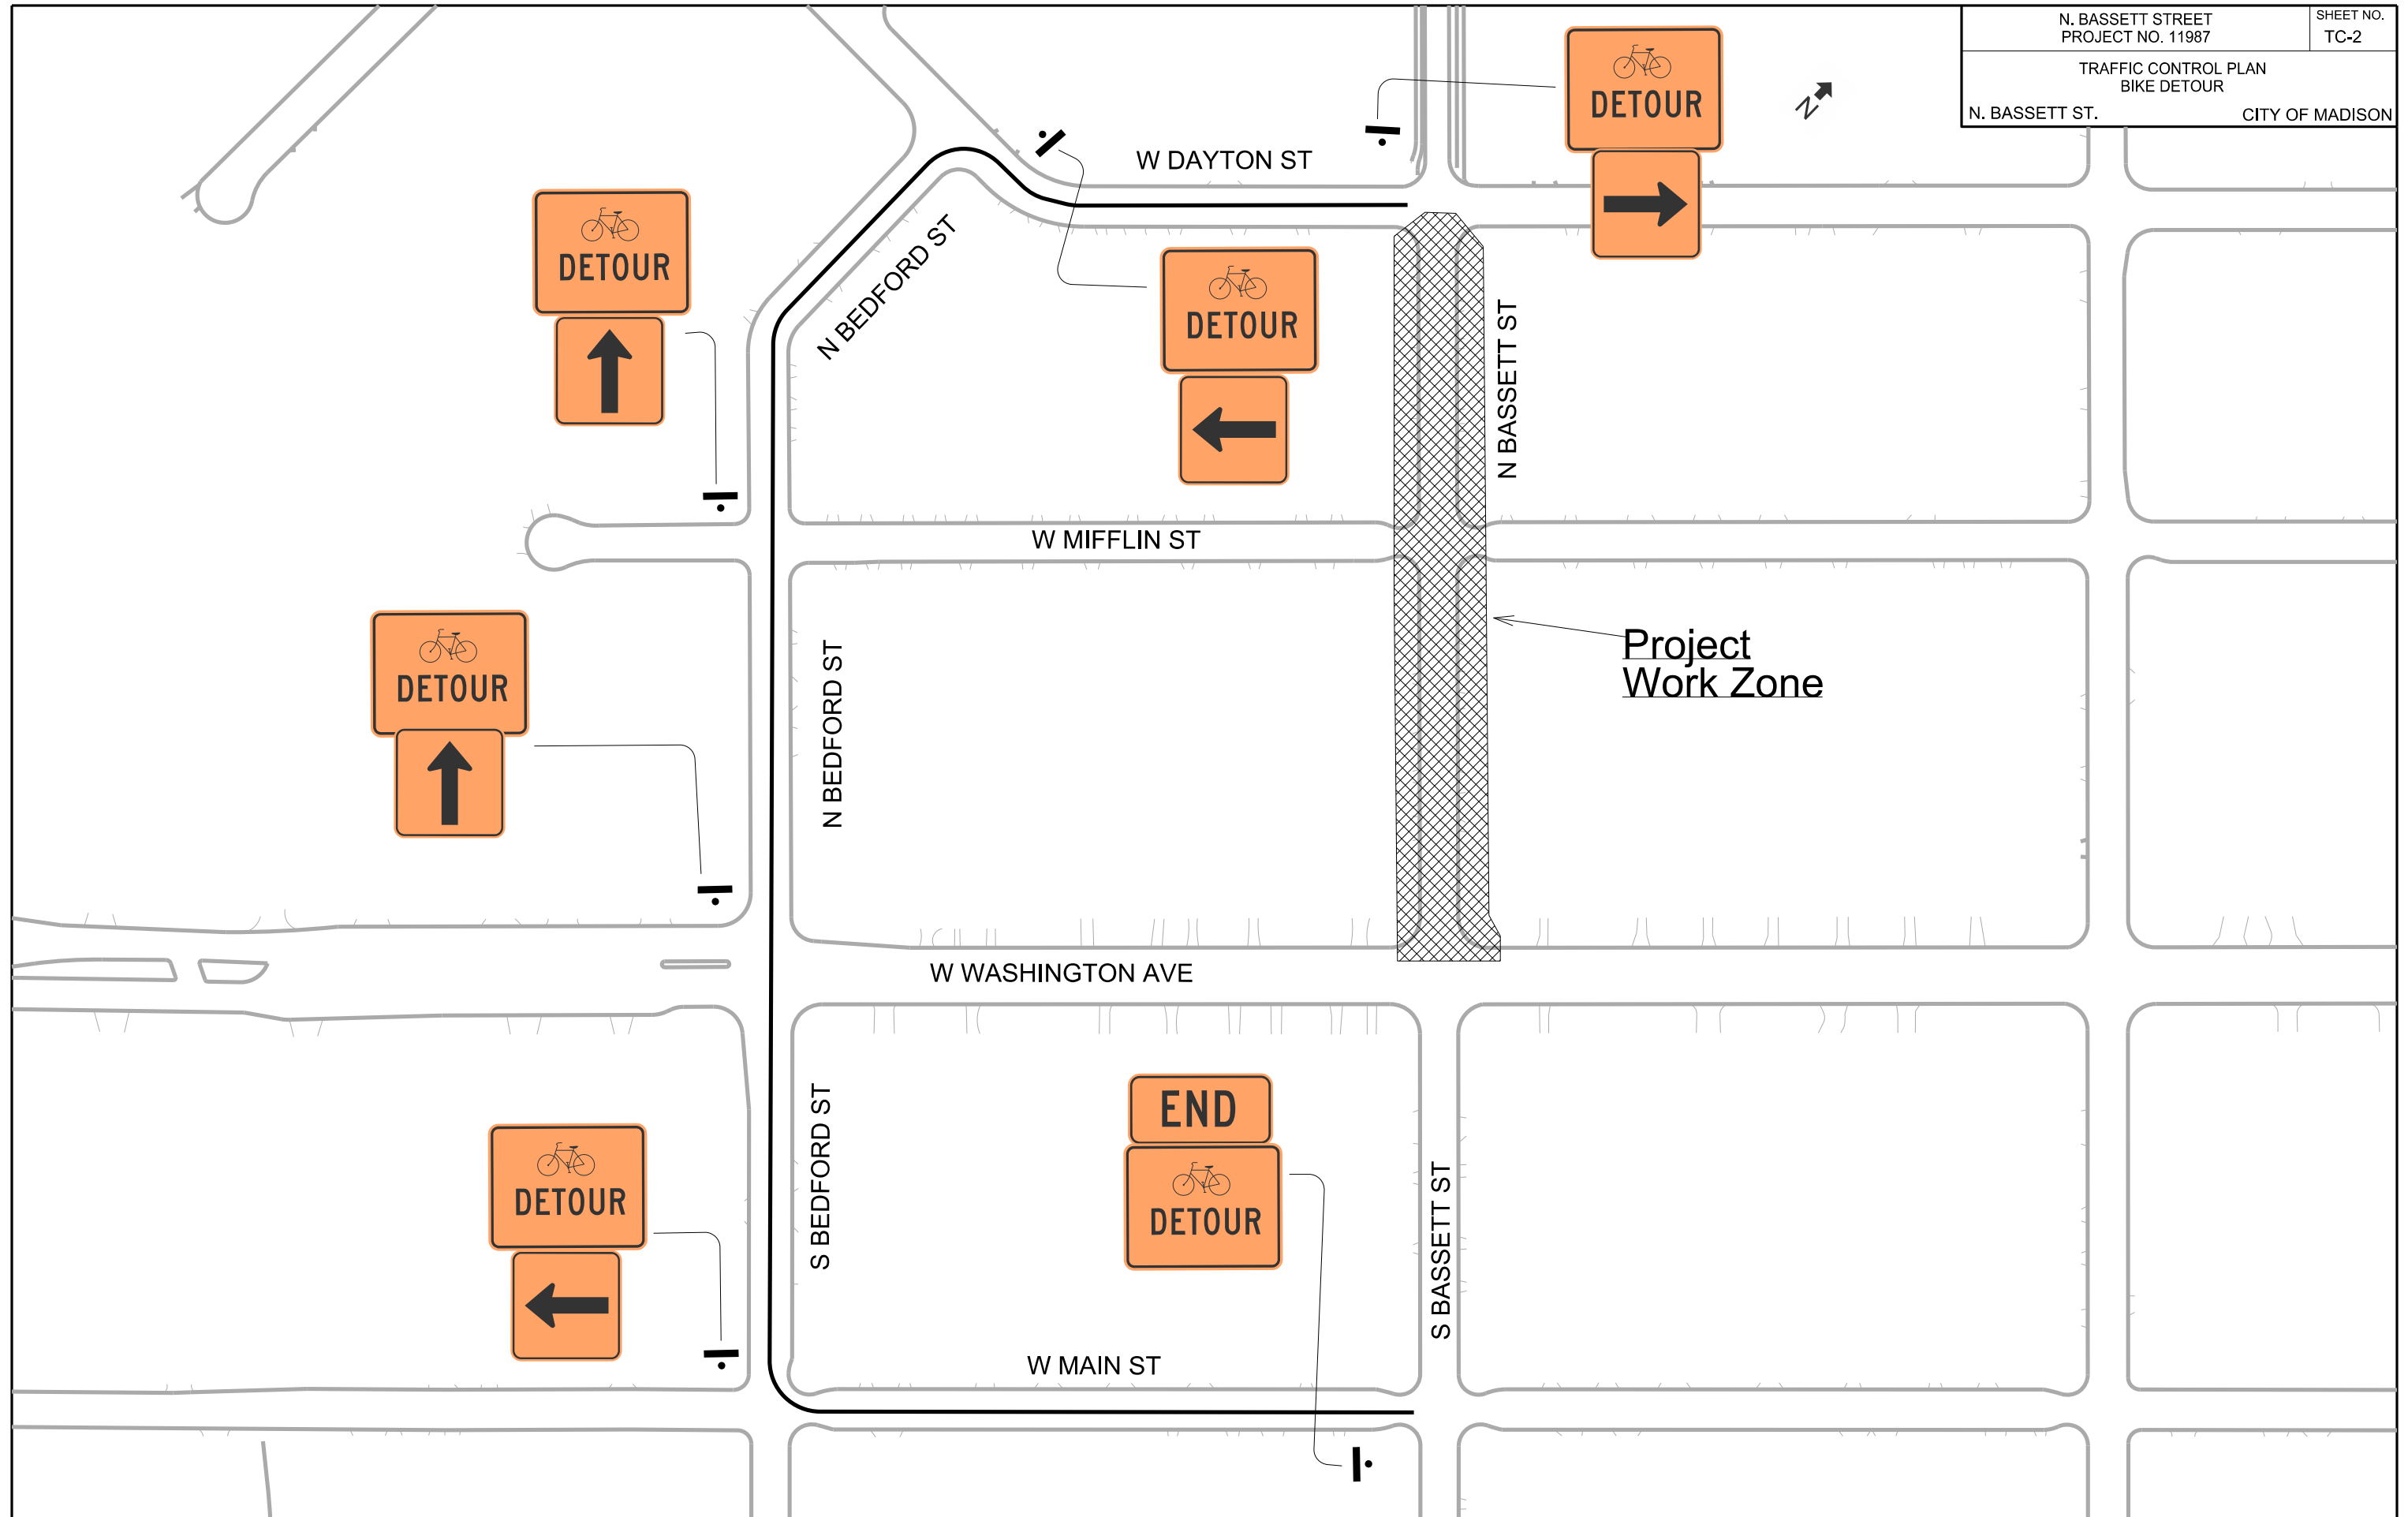 N. BASSETT STREET
PROJECT NO. 11987
SHEET NO.
TC-2
TRAFFIC CONTROL PLAN
BIKE DETOUR
N. BASSETT ST.
CITY OF MADISON
DETOUR
N
W DAYTON ST
DETOUR
N BEDFORD ST
DETOUR
N BASSETT ST
W MIFFLIN ST
DETOUR
N BEDFORD ST
Project
Work Zone
W WASHINGTON AVE
S BEDFORD ST
END
DETOUR
DETOUR
S BASSETT ST
W MAIN ST